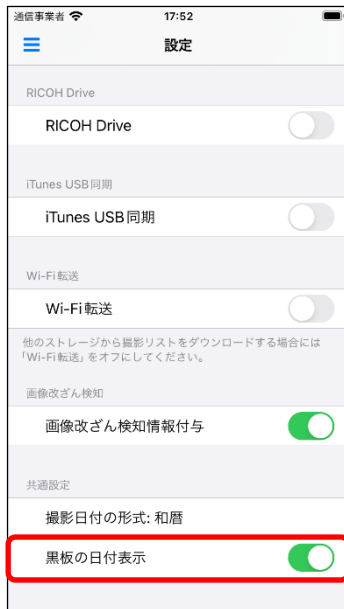 通信事業者 17:52
設定
RICOH Drive
RICOH Drive
iTunes USB同期
iTunes USB同期
Wi-Fi転送
Wi-Fi転送
他のストレージから撮影リストをダウンロードする場合には
「Wi-Fi転送」をオフにしてください。
画像改ざん検知
画像改ざん検知情報付与
共通設定
撮影日付の形式: 和暦
黒板の日付表示